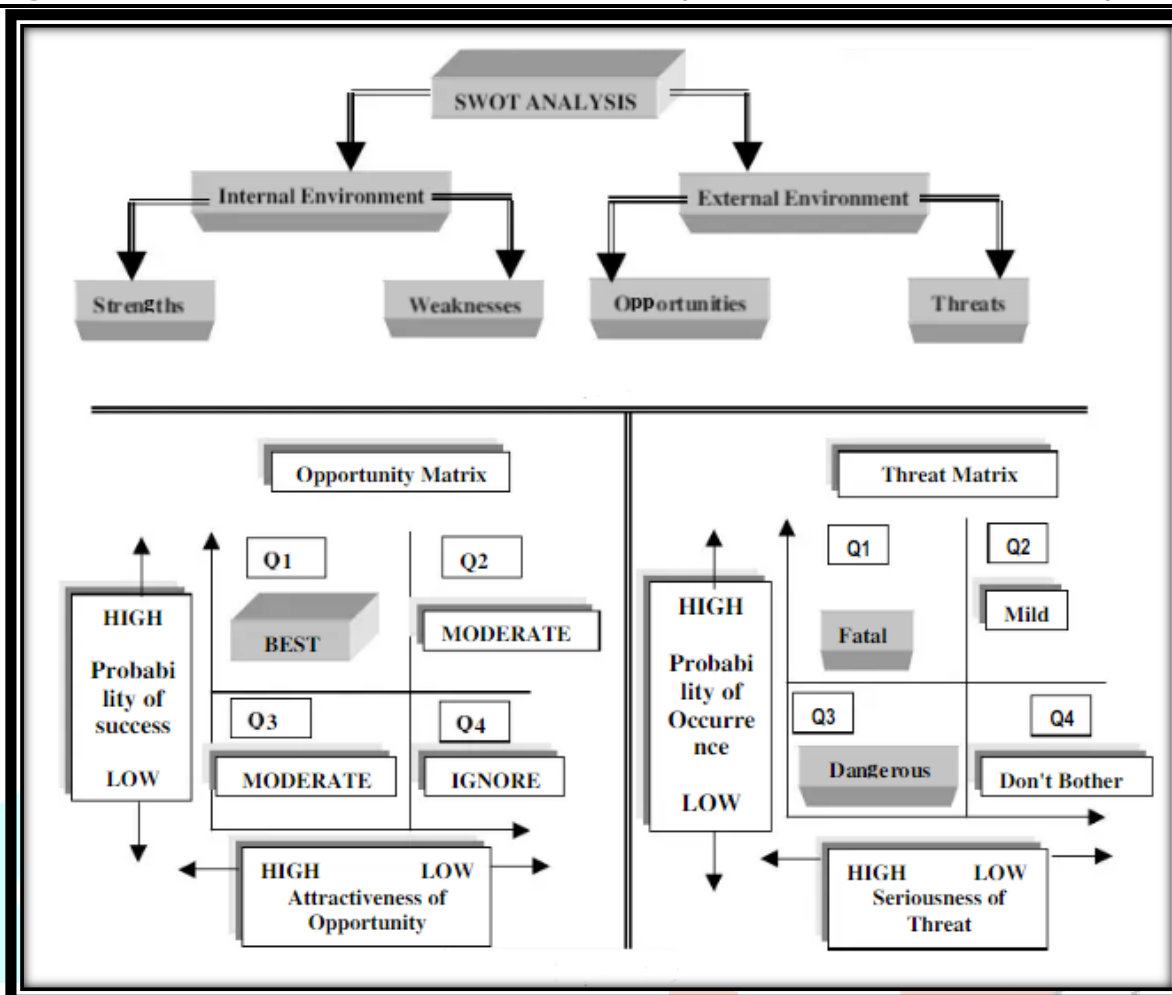 SWOT ANALYSIS
Internal Environment
External Environment
Strengths
Weaknesses
Opportunities
Threats
Opportunity Matrix
HIGH
Probabi
lity of
success
LOW
Q1
BEST
Q2
MODERATE
Q3
MODERATE
Q4
IGNORE
HIGH LOW
Attractiveness of
Opportunity
Threat Matrix
HIGH
Probabi
lity of
Occurre
nce
LOW
Q1
Fatal
Q2
Mild
Q3
Dangerous
Q4
Don't Bother
HIGH LOW
Seriousness of
Threat